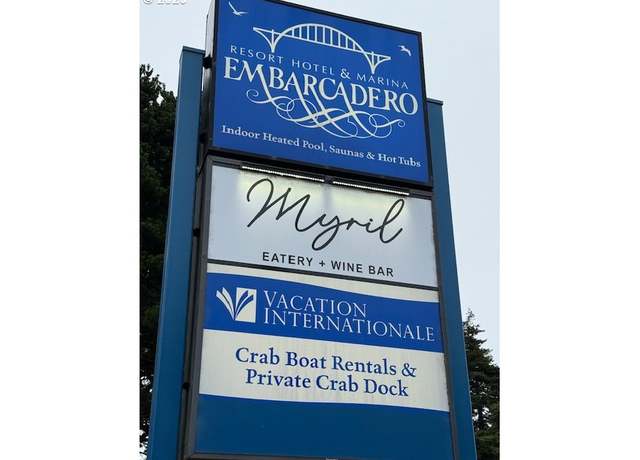 RESORT HOTEL & MARINA
EMBARCADERO
Indoor Heated Pool, Saunas & Hot Tubs
Myril
EATERY + WINE BAR
VACATION
INTERNATIONALE
Crab Boat Rentals &
Private Crab Dock